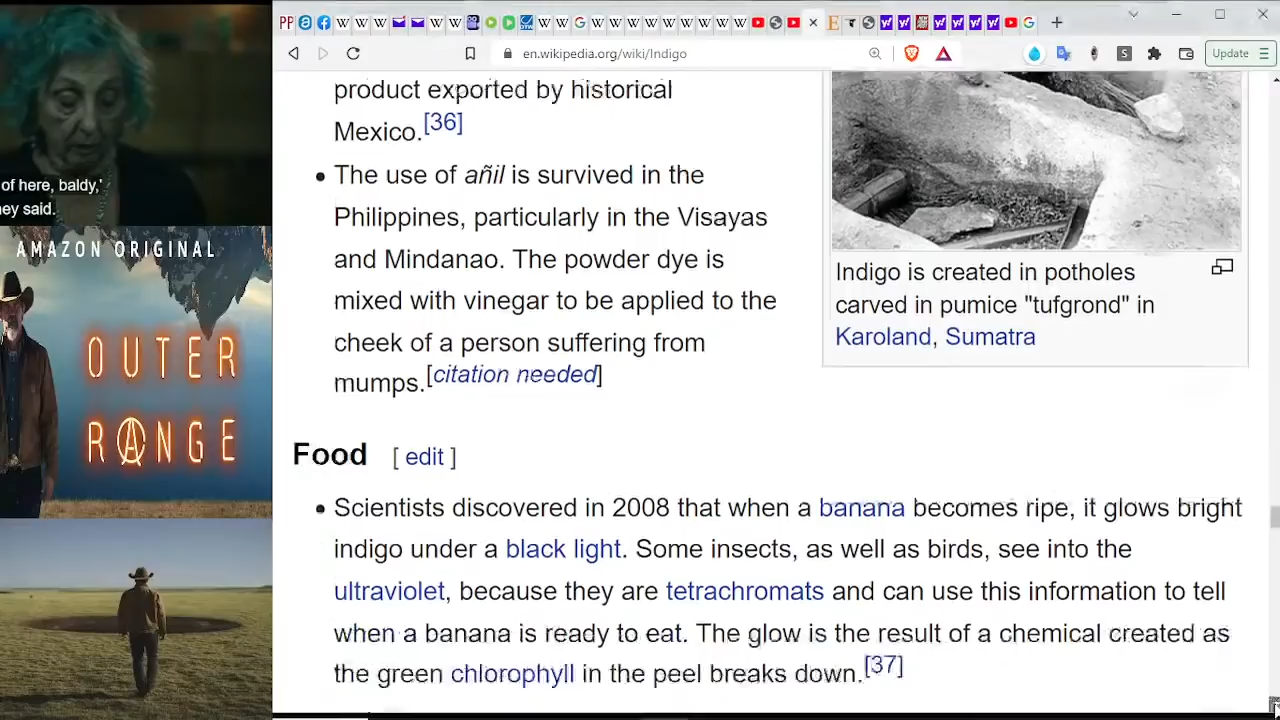 of here, baldy,'
ney said.
AMAZON ORIGINAL
OUTER
RANGE
en.wikipedia.org/wiki/Indigo
Update
product exported by historical
Mexico.[36]
The use of añil is survived in the
Philippines, particularly in the Visayas
and Mindanao. The powder dye is
mixed with vinegar to be applied to the
cheek of a person suffering from
mumps.[citation needed]
Indigo is created in potholes
carved in pumice "tufgrond" in
Karoland, Sumatra
Food [ edit ]
Scientists discovered in 2008 that when a banana becomes ripe, it glows bright
indigo under a black light. Some insects, as well as birds, see into the
ultraviolet, because they are tetrachromats and can use this information to tell
when a banana is ready to eat. The glow is the result of a chemical created as
the green chlorophyll in the peel breaks down.[37]